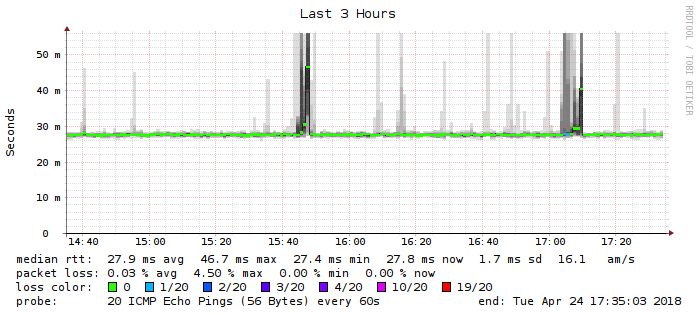 Last 3 Hours
RRDTOOL / TOBI OETIKER
Seconds
50 m
40 m
30 m
20 m
10 m
0
14:40 15:00 15:20 15:40 16:00 16:20 16:40 17:00 17:20
median rtt: 27.9 ms avg 46.7 ms max 27.4 ms min 27.8 ms now 1.7 ms sd 16.1 am/s
packet loss: 0.03 % avg 4.50 % max 0.00 % min 0.00 % now
loss color: 0 1/20 2/20 3/20 4/20 10/20 19/20
probe: 20 ICMP Echo Pings (56 Bytes) every 60s end: Tue Apr 24 17:35:03 2018